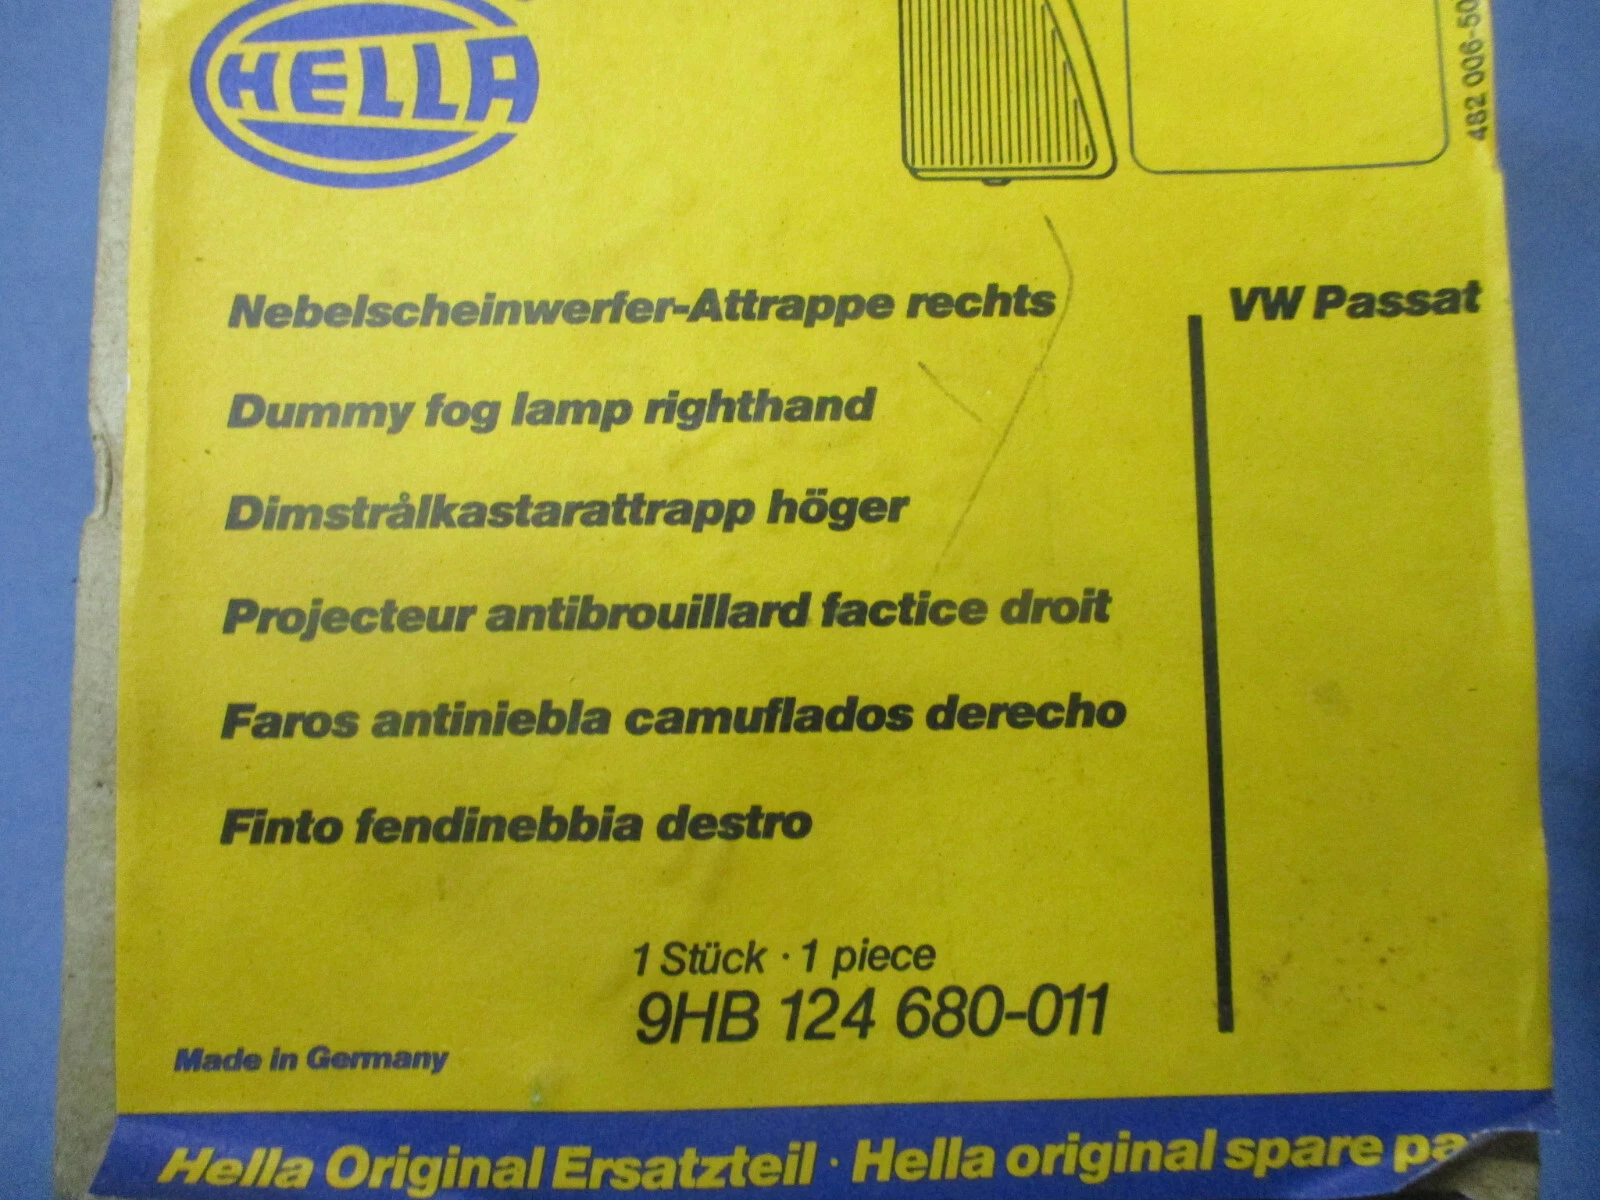 HELLA
482 006-50
Nebelscheinwerfer-Attrappe rechts
VW Passat
Dummy fog lamp righthand
Dimstrålkastarattrapp höger
Projecteur antibrouillard factice droit
Faros antiniebla camuflados derecho
Finto fendinebbia destro
1 Stück · 1 piece
9HB 124 680-011
Made in Germany
Hella Original Ersatzteil · Hella original spare pa